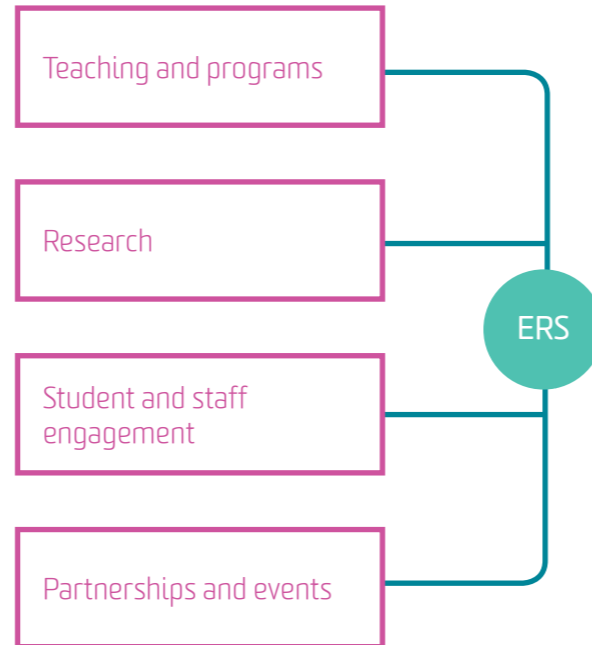 Teaching and programs
Research
ERS
Student and staff
engagement
Partnerships and events